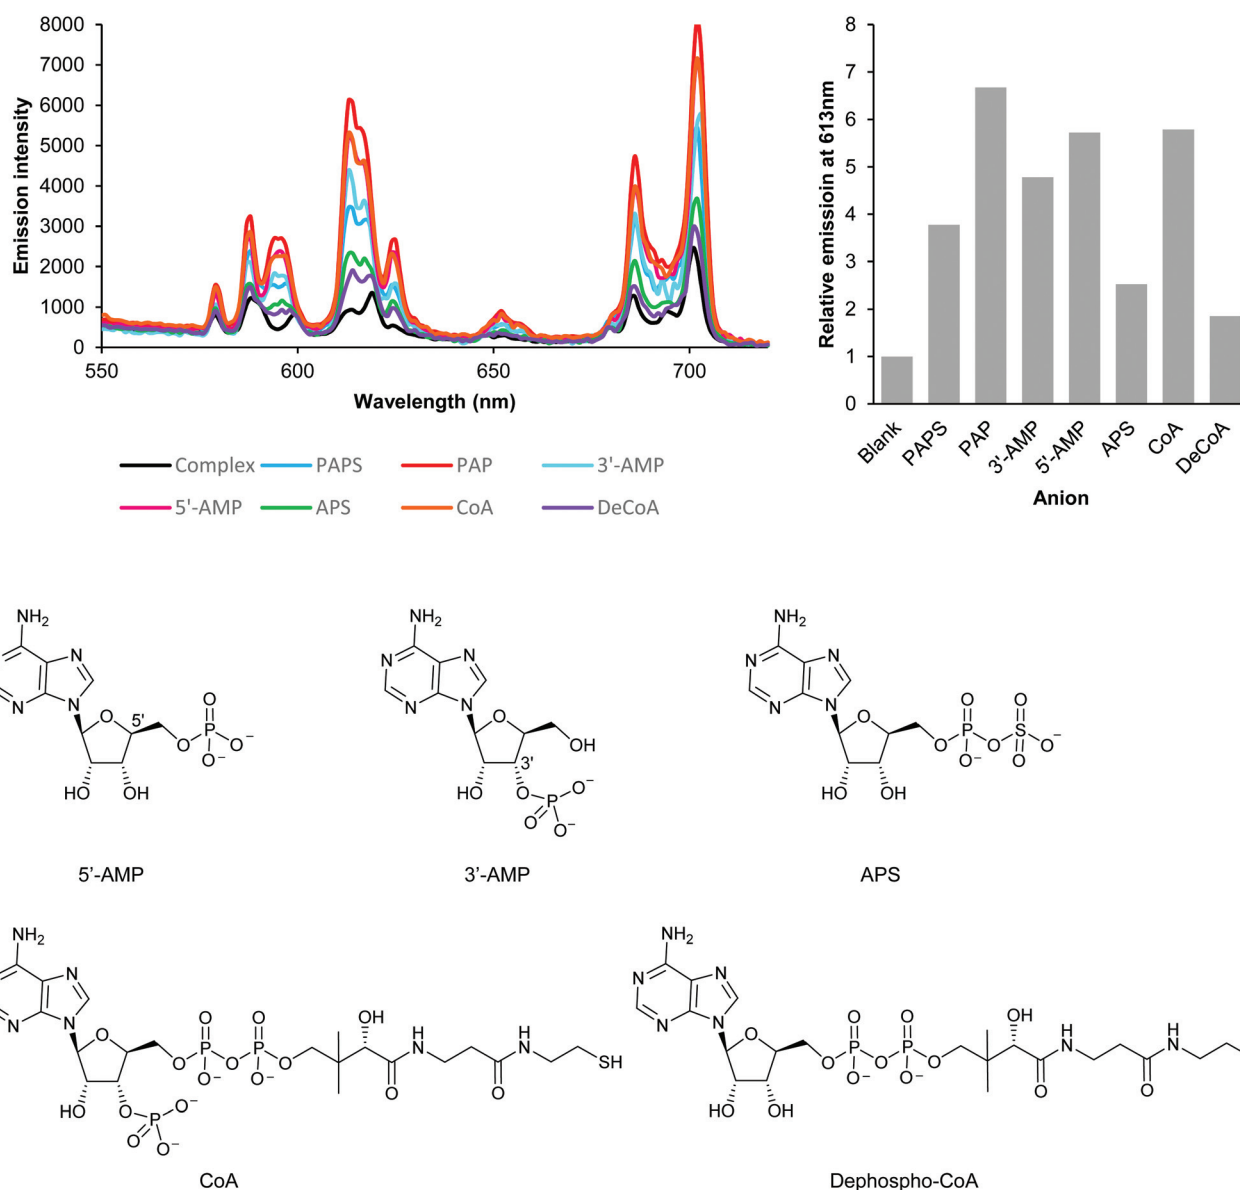 8000
7000
6000
5000
4000
3000
2000
1000
0
Emission intensity
550
600
650
700
Wavelength (nm)
Complex
PAPS
PAP
3'-AMP
5'-AMP
APS
CoA
DeCoA
8
7
6
5
4
3
2
1
0
Relative emissioin at 613nm
Blank
PAPS
PAP
3'-AMP
5'-AMP
APS
CoA
DeCoA
Anion
NH2
N
N
N
N
O
5'
O
O
P
O−
O−
HO
OH
5’-AMP
NH2
N
N
N
N
O
OH
3'
HO
O
P
O−
O
O−
3’-AMP
NH2
N
N
N
N
O
O
O
P
O−
O
O
S
O−
O
HO
OH
APS
NH2
N
N
N
N
O
O
O
P
O−
O
O
P
O−
O
OH
O
H
N
O
H
N
SH
HO
O
P
O−
O
O−
CoA
NH2
N
N
N
N
O
O
O
P
O−
O
O
P
O−
O
OH
O
H
N
O
H
N
HO
OH
Dephospho-CoA